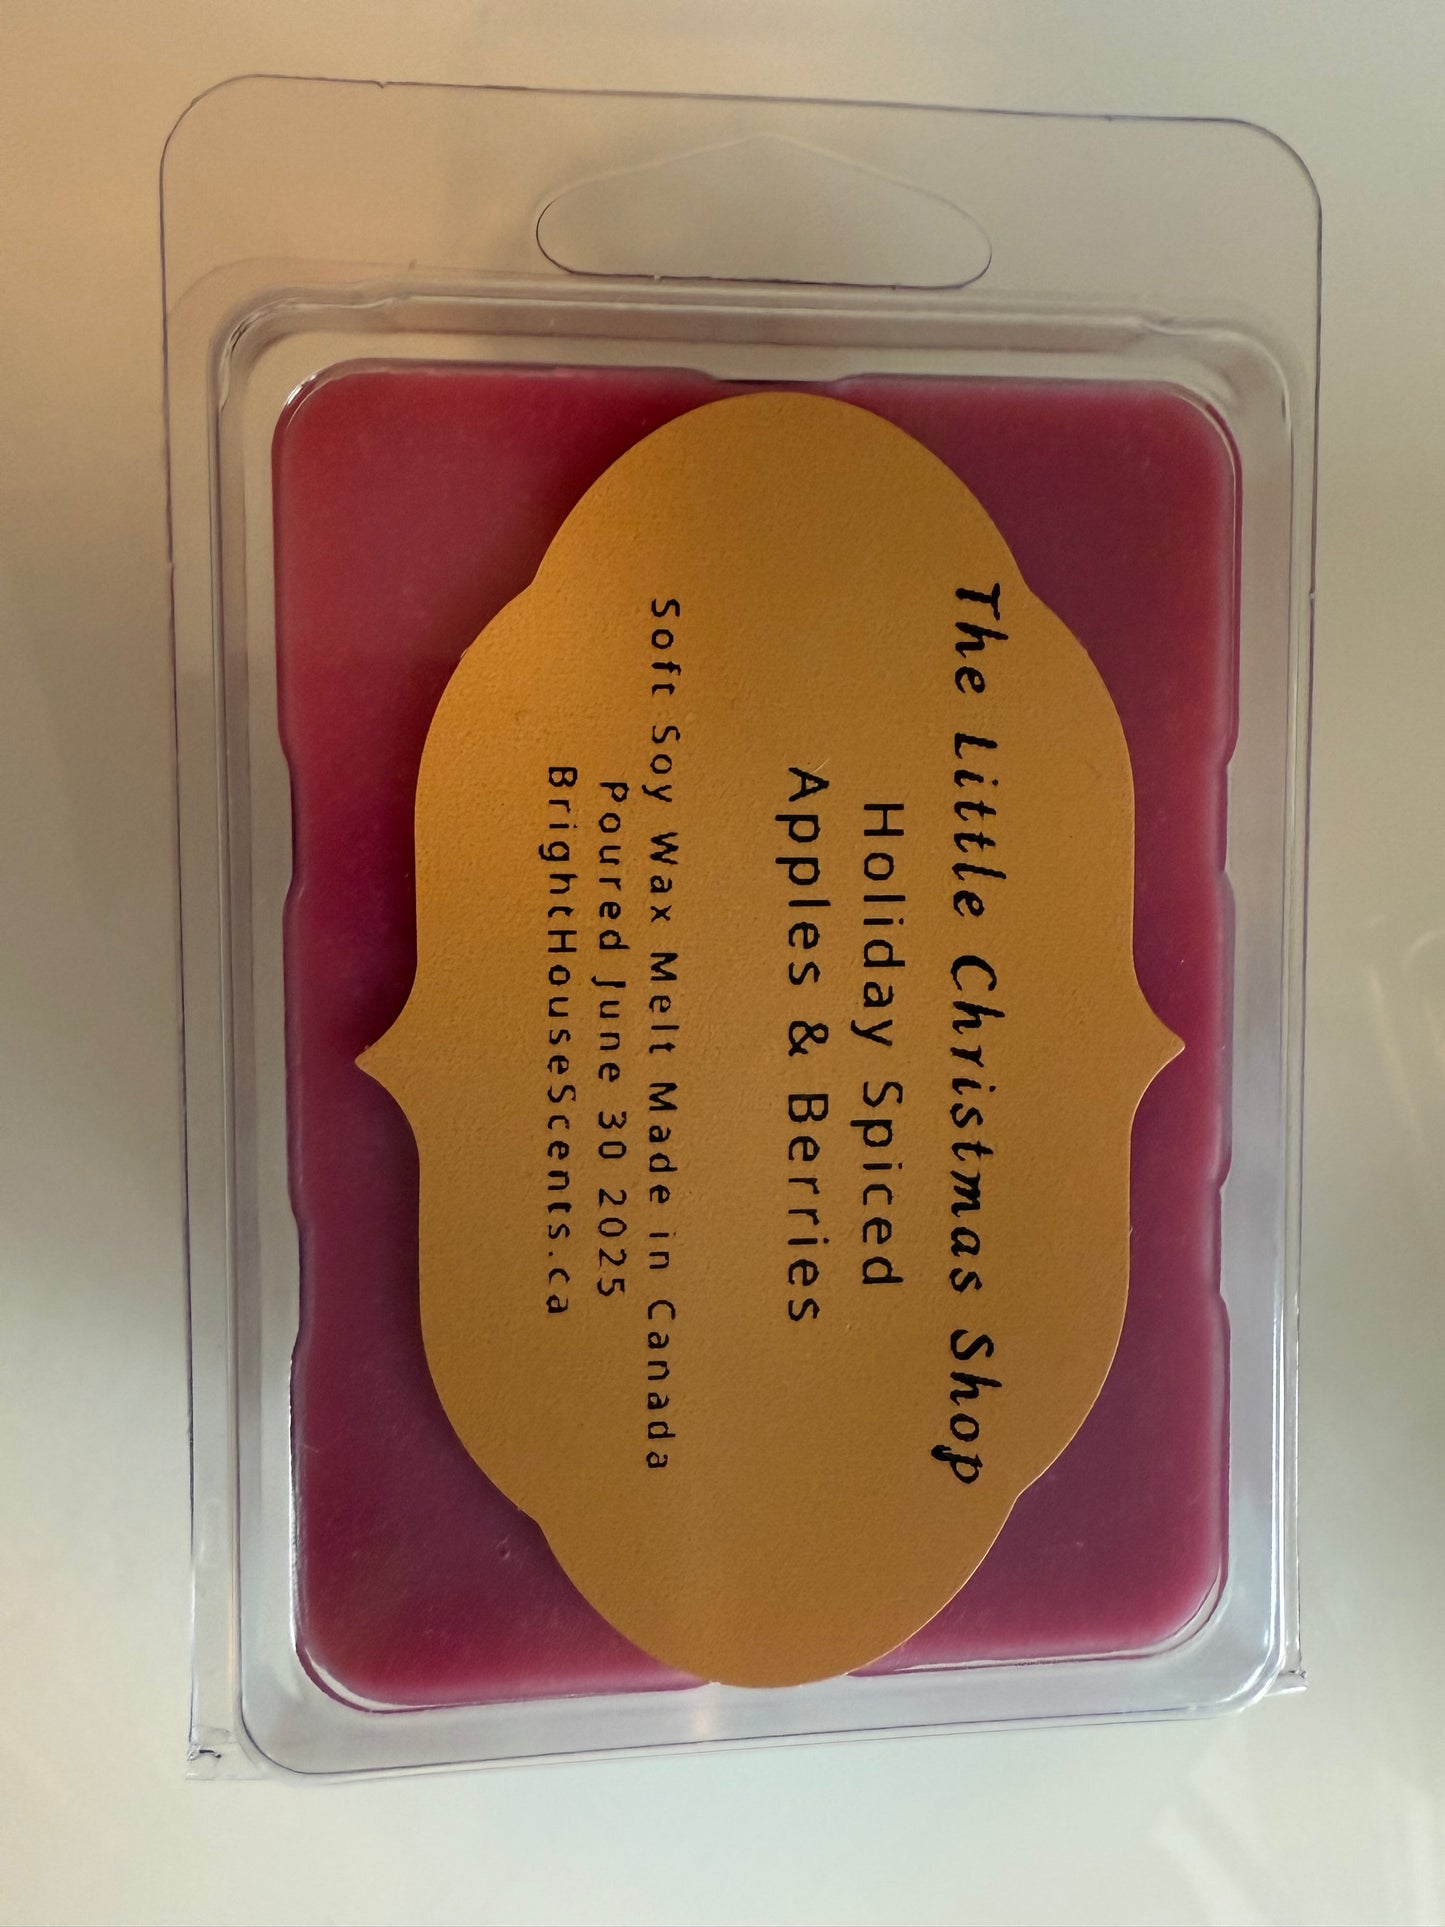 The Little Christmas Shop
Holiday Spiced
Apples & Berries
Soft Soy Wax Melt Made in Canada
Poured June 30 2025
BrightHouseScents.ca